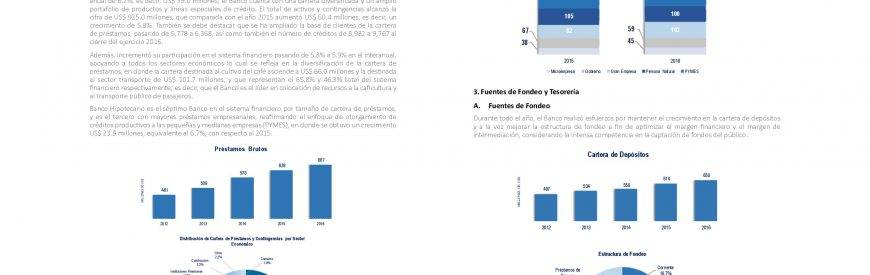 anual de 6.2%, es decir, US$ 39.0 millones; el Banco cuenta con una cartera diversificada y un amplio
portafolio de productos y líneas especiales de crédito. El total de activos y contingencias alcanzó la
cifra de US$ 925.0 millones, que comparada con el año 2015 aumentó US$ 50.4 millones, es decir, un
crecimiento de 5.8%. También se debe destacar que se ha ampliado la base de clientes de la cartera
de préstamos, pasando de 5,778 a 6,368, así como también el número de créditos de 8,982 a 9,767 al
cierre del ejercicio 2016.
Además, incrementó su participación en el sistema financiero pasando de 5.8% a 5.9% en el interanual,
apoyando a todos los sectores económicos lo cual se refleja en la diversificación de la cartera de
préstamos, en donde la cartera destinada al cultivo del café asciende a US$ 66.0 millones y la destinada
al sector transporte de US$ 101.7 millones, y que representan el 65.8% y 46.3% total del sistema
financiero respectivamente; es decir, que el Banco es el líder en colocación de recursos a la caficultura y
al transporte público de pasajeros.
Banco Hipotecario es el séptimo Banco en el sistema financiero por tamaño de cartera de préstamos,
y es el tercero con mayores préstamos empresariales, reafirmando el enfoque de otorgamiento de
créditos productivos a las pequeñas y medianas empresas (PYMES), en donde se obtuvo un crecimiento
US$ 23.9 millones, equivalente al 6.7%, con respecto al 2015.
Préstamos Brutos
461
509
578
628
667
2012 2013 2014 2015 2016
Distribución de Cartera de Préstamos y Contingencias por Sector
Económico
Otros
2.2%
Construcción
Instituciones Financieras
Consumo
105
67
82
38
100
59
102
45
2015 2016
Microempresa Gobierno Gran Empresa Persona Natural PYMES
3. Fuentes de Fondeo y Tesorería
A. Fuentes de Fondeo
Durante todo el año, el Banco realizó esfuerzos por mantener el crecimiento en la cartera de depósitos
y a la vez mejorar la estructura de fondeo a fin de optimizar el margen financiero y el margen de
intermediación, considerando la intensa competencia en la captación de fondos del público.
Cartera de Depósitos
497
534
556
614
650
2012 2013 2014 2015 2016
Estructura de Fondeo
Préstamos de
Corriente